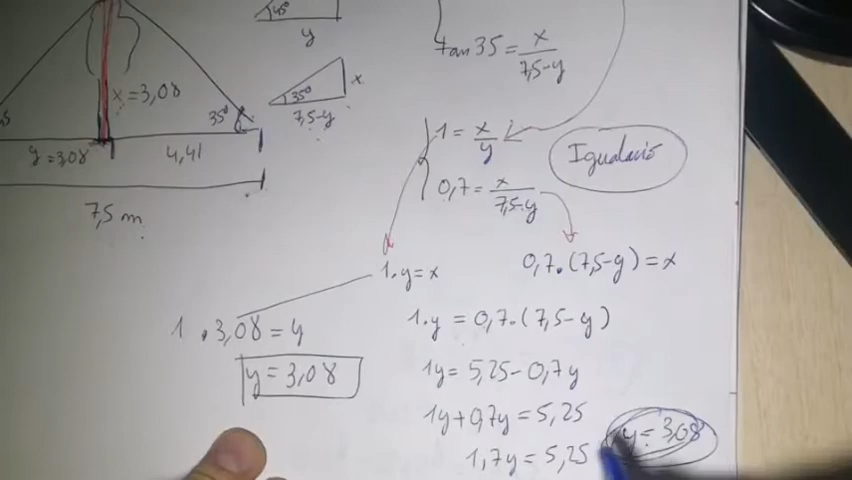 45°
y
tan 35 = x / 7,5-y
x = 3,08
35°
x
35°
7,5-y
y = 3,08
4,41
7,5 m
1 = x / y
Igualació
0,7 = x / 7,5-y
1.y = x
0,7.(7,5-y) = x
1 . 3,08 = y
1.y = 0,7.(7,5-y)
y = 3,08
1y = 5,25 - 0,7y
1y + 0,7y = 5,25
y = 3,08
1,7y = 5,25